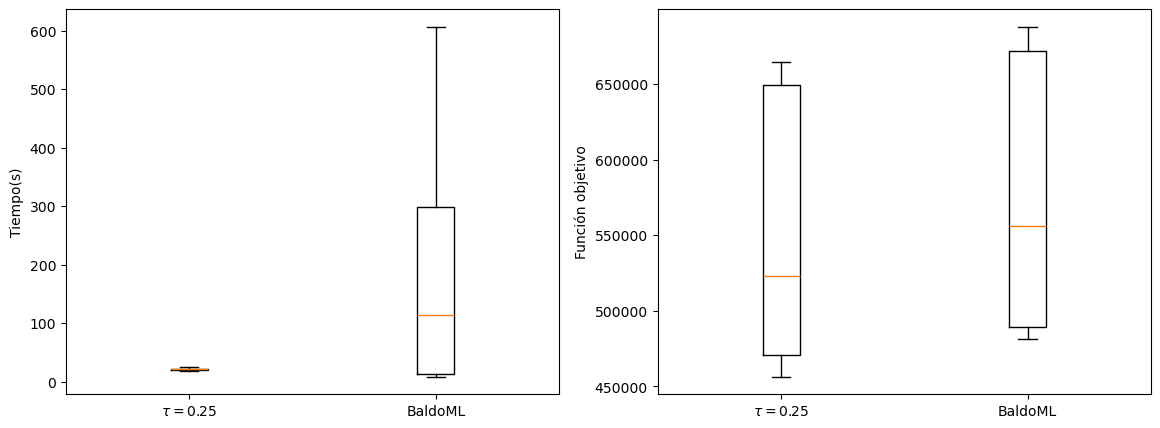 Tiempo(s)
600
500
400
300
200
100
0
τ = 0.25
BaldoML
Función objetivo
650000
600000
550000
500000
450000
τ = 0.25
BaldoML